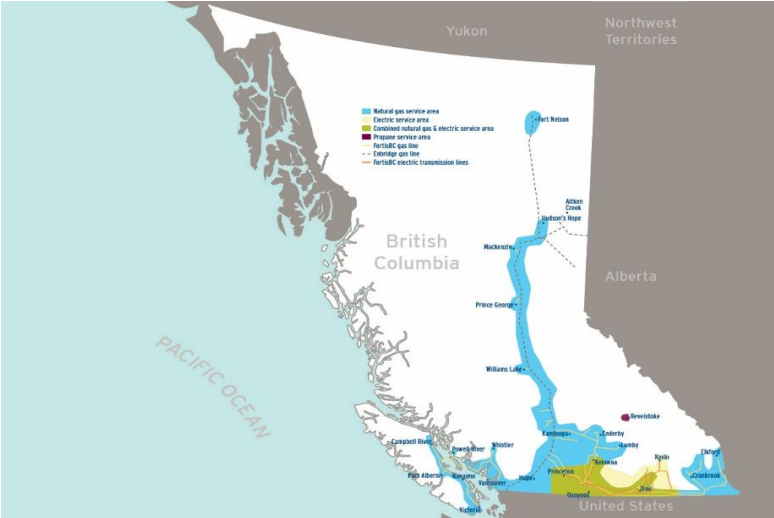 Yukon
Northwest
Territories
Natural gas service area
Electric service area
Combined natural gas & electric service area
Propane service area
FortisBC gas line
Enbridge gas line
FortisBC electric transmission lines
Fort Nelson
Aitken
Creek
Hudson's Hope
British
Columbia
Mackenzie
Alberta
Prince George
PACIFIC OCEAN
Williams Lake
Revelstoke
Campbell River
Powell River
Whistler
Kamloops
Enderby
Lumby
Elkford
Kelowna
Kaslo
Port Alberni
Nanaimo
Vancouver
Hope
Princeton
Cranbrook
Trail
Osoyoos
Victoria
United States